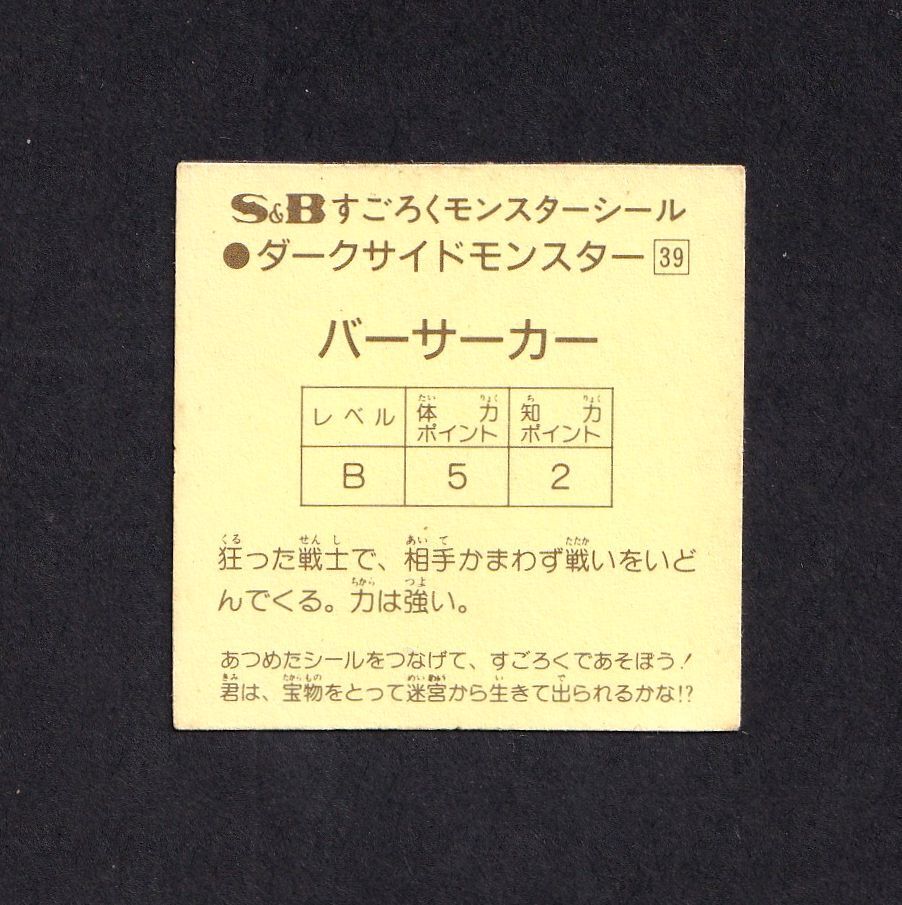 S&Bすごろくモンスターシール
●ダークサイドモンスター 39
バーサーカー
レベル 体力ポイント 知力ポイント
B 5 2
狂った戦士で、相手かまわず戦いをいど
んでくる。力は強い。
あつめたシールをつなげて、すごろくであそぼう!
君は、宝物をとって迷宮から生きて出られるかな!?